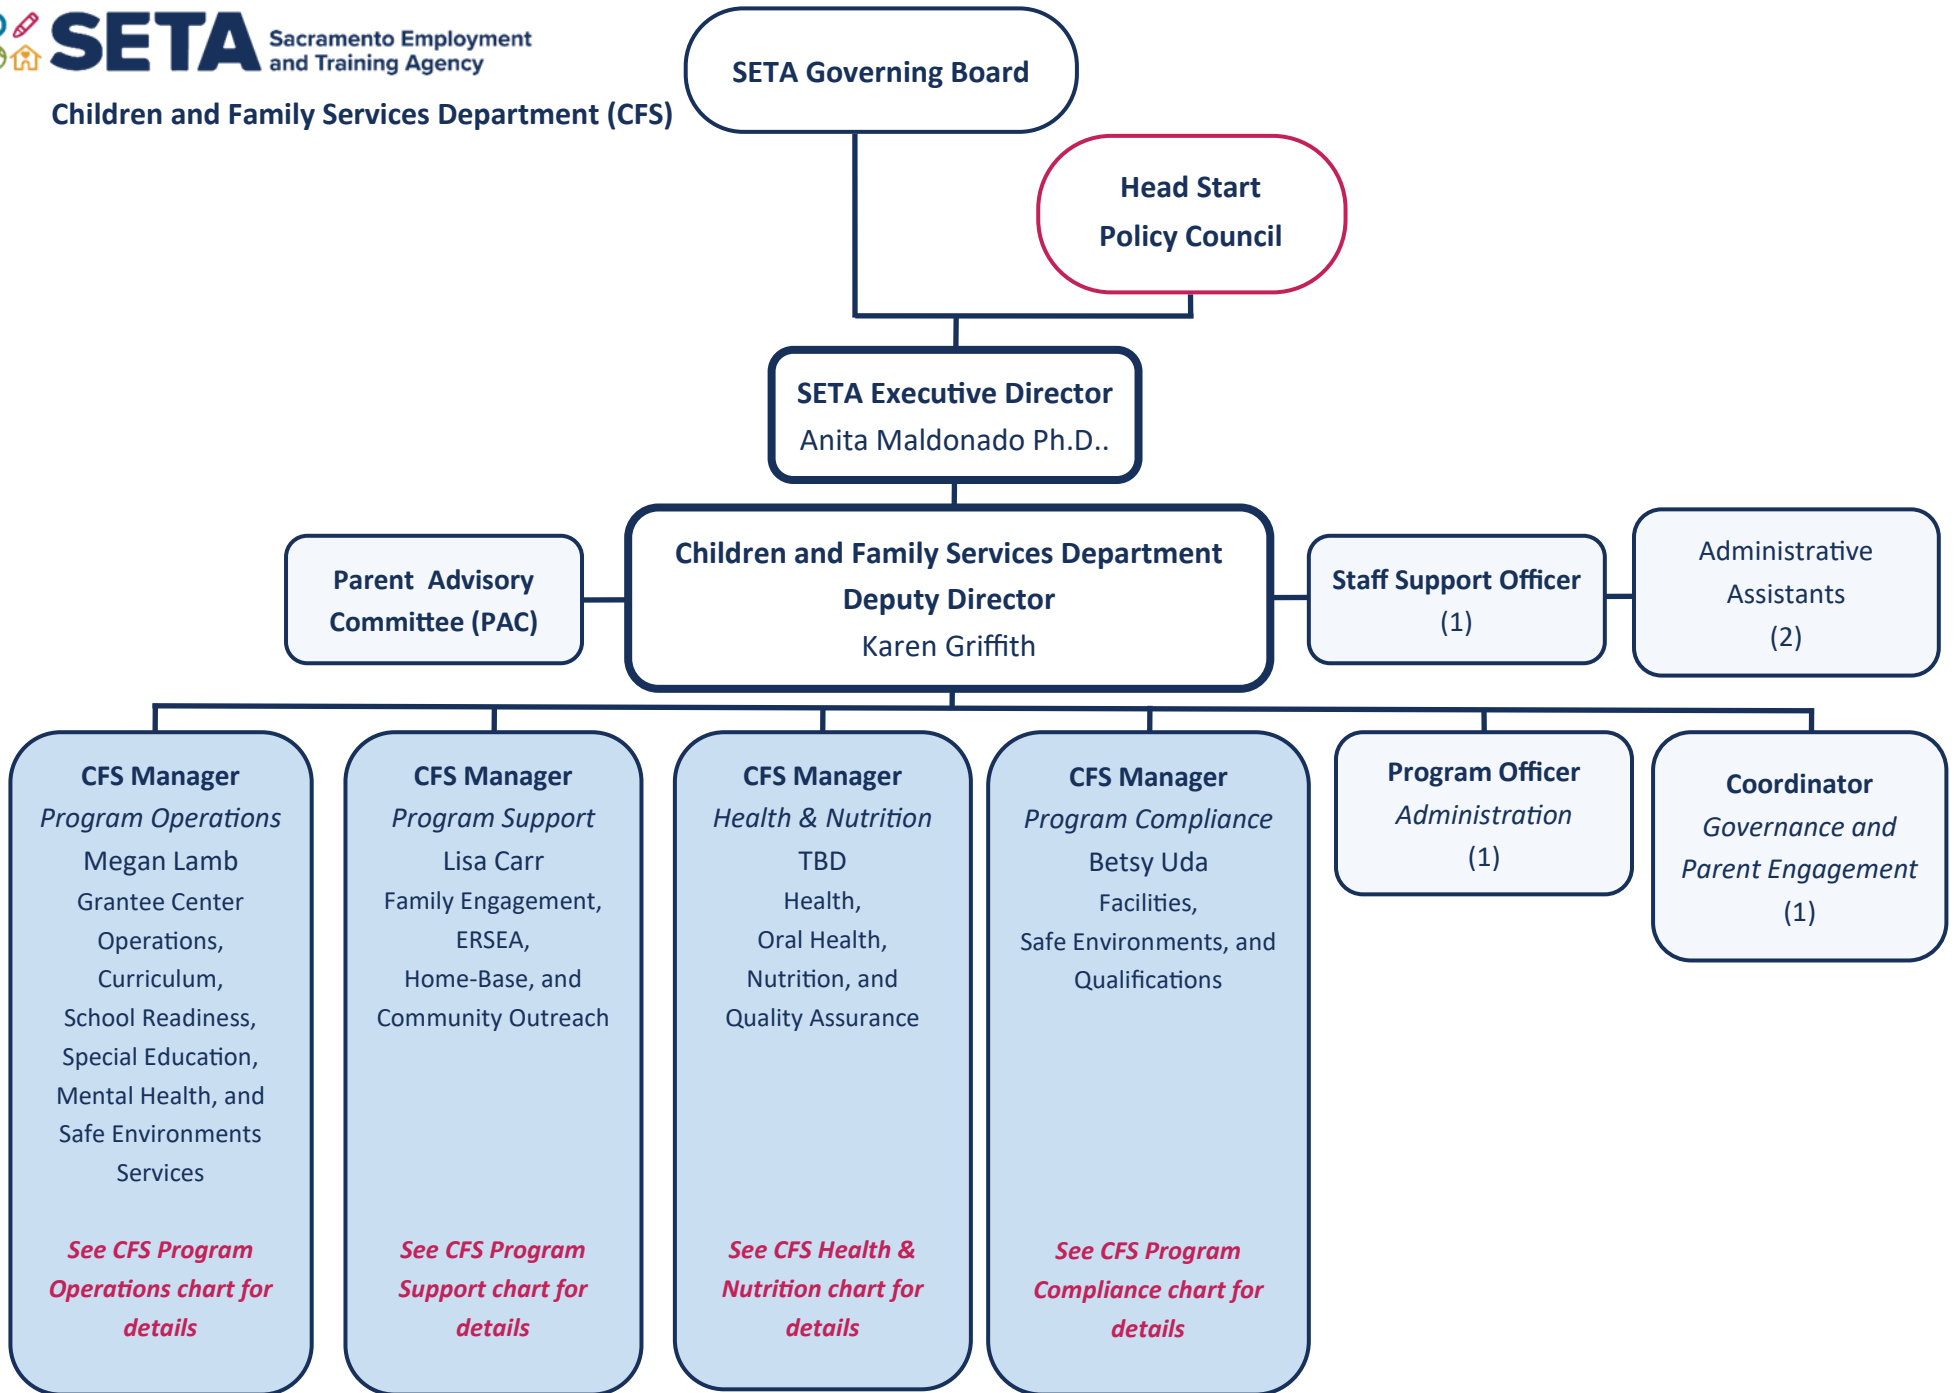 SETA Sacramento Employment
and Training Agency
Children and Family Services Department (CFS)
SETA Governing Board
Head Start
Policy Council
SETA Executive Director
Anita Maldonado Ph.D..
Parent  Advisory
Committee (PAC)
Children and Family Services Department
Deputy Director
Karen Griffith
Staff Support Officer
(1)
Administrative
Assistants
(2)
CFS Manager
Program Operations
Megan Lamb
Grantee Center
Operations,
Curriculum,
School Readiness,
Special Education,
Mental Health, and
Safe Environments
Services
See CFS Program
Operations chart for
details
CFS Manager
Program Support
Lisa Carr
Family Engagement,
ERSEA,
Home-Base, and
Community Outreach
See CFS Program
Support chart for
details
CFS Manager
Health & Nutrition
TBD
Health,
Oral Health,
Nutrition, and
Quality Assurance
See CFS Health &
Nutrition chart for
details
CFS Manager
Program Compliance
Betsy Uda
Facilities,
Safe Environments, and
Qualifications
See CFS Program
Compliance chart for
details
Program Officer
Administration
(1)
Coordinator
Governance and
Parent Engagement
(1)